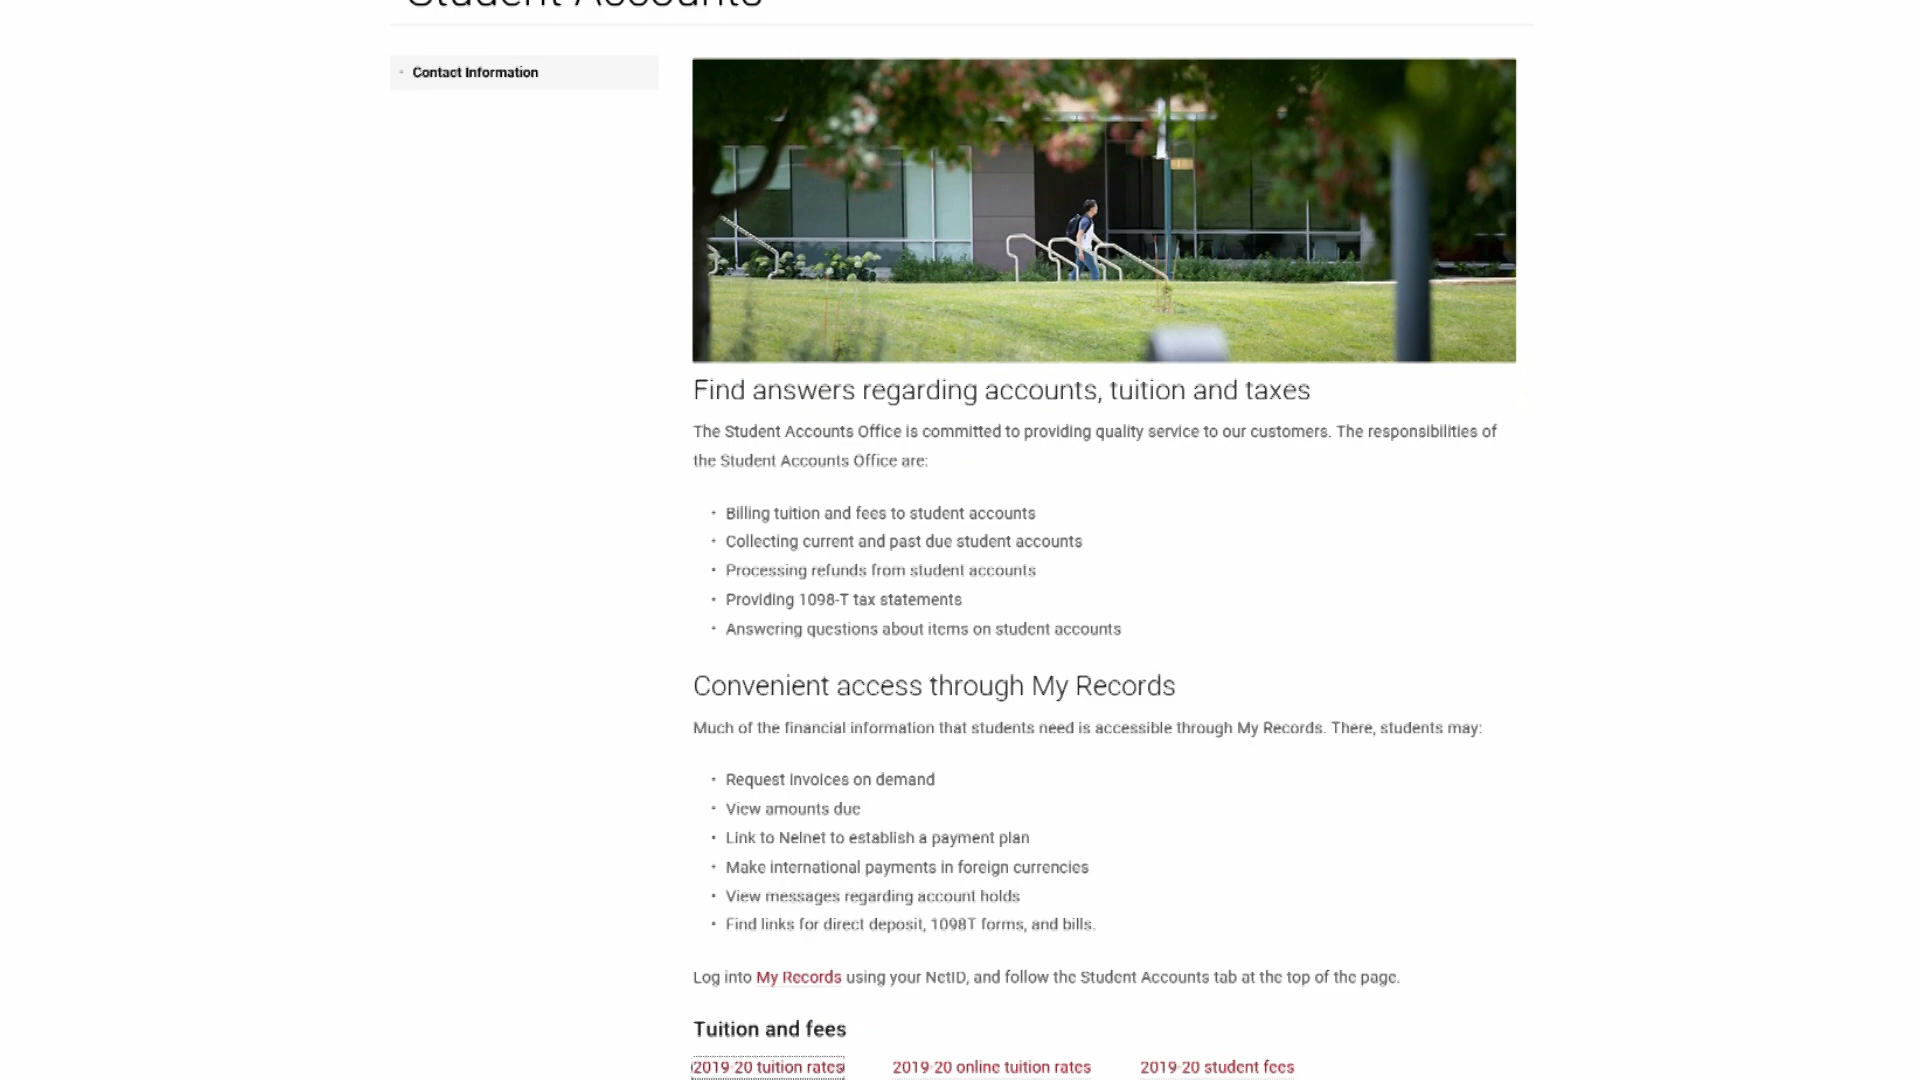 Student Accounts
Contact Information
Find answers regarding accounts, tuition and taxes
The Student Accounts Office is committed to providing quality service to our customers. The responsibilities of
the Student Accounts Office are:
Billing tuition and fees to student accounts
Collecting current and past due student accounts
Processing refunds from student accounts
Providing 1098-T tax statements
Answering questions about items on student accounts
Convenient access through My Records
Much of the financial information that students need is accessible through My Records. There, students may:
Request invoices on demand
View amounts due
Link to Nelnet to establish a payment plan
Make international payments in foreign currencies
View messages regarding account holds
Find links for direct deposit, 1098T forms, and bills.
Log into My Records using your NetID, and follow the Student Accounts tab at the top of the page.
Tuition and fees
2019-20 tuition rates 2019-20 online tuition rates 2019-20 student fees